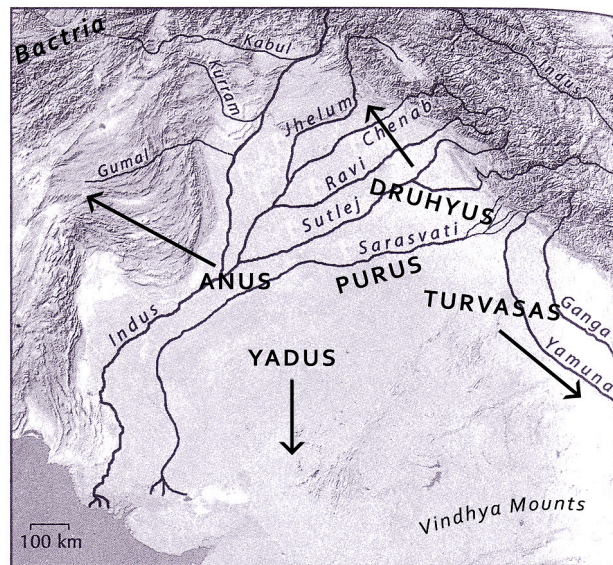 Bactria
Kabul
Kurram
Indus
Jhelum
Chenab
Gumal
Ravi
DRUHYUS
Sutlej
Sarasvati
ANUS
PURUS
TURVASAS
Ganga
Indus
Yamuna
YADUS
Vindhya Mounts
100 km